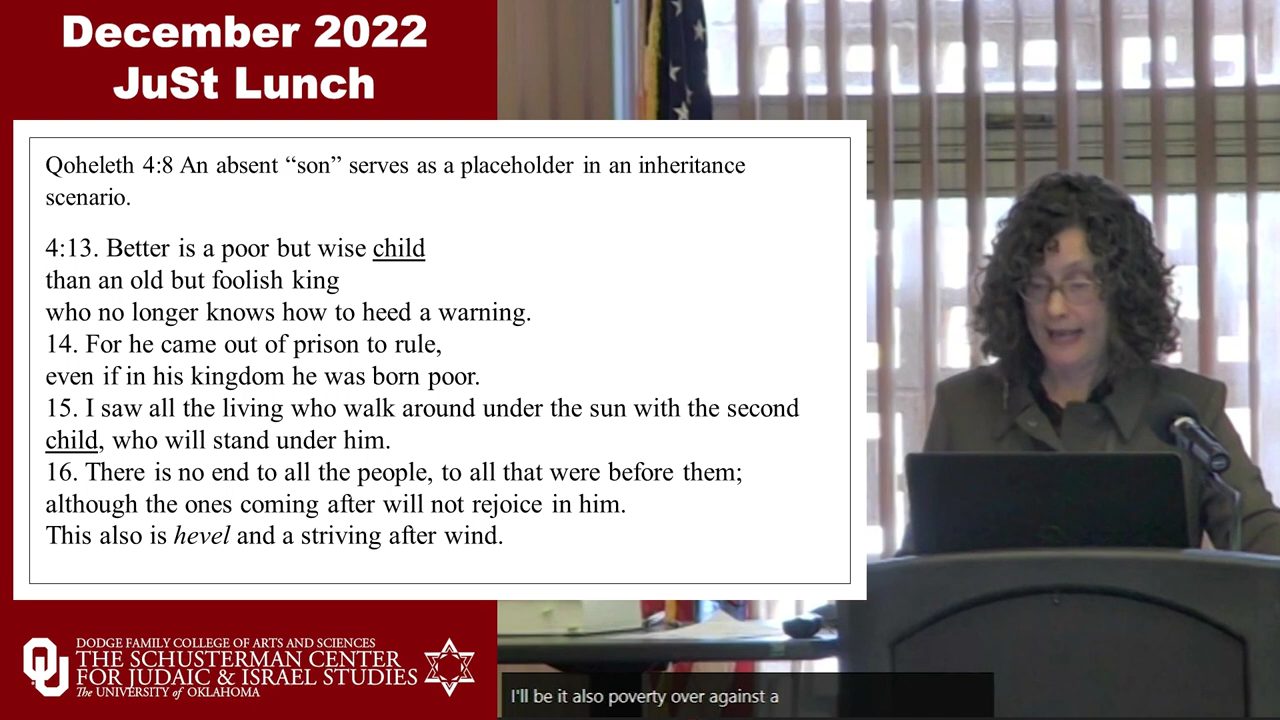 December 2022
JuSt Lunch
Qoheleth 4:8 An absent “son” serves as a placeholder in an inheritance
scenario.
4:13. Better is a poor but wise child
than an old but foolish king
who no longer knows how to heed a warning.
14. For he came out of prison to rule,
even if in his kingdom he was born poor.
15. I saw all the living who walk around under the sun with the second
child, who will stand under him.
16. There is no end to all the people, to all that were before them;
although the ones coming after will not rejoice in him.
This also is hevel and a striving after wind.
OU
DODGE FAMILY COLLEGE OF ARTS AND SCIENCES
THE SCHUSTERMAN CENTER
FOR JUDAIC & ISRAEL STUDIES
The UNIVERSITY of OKLAHOMA
I'll be it also poverty over against a